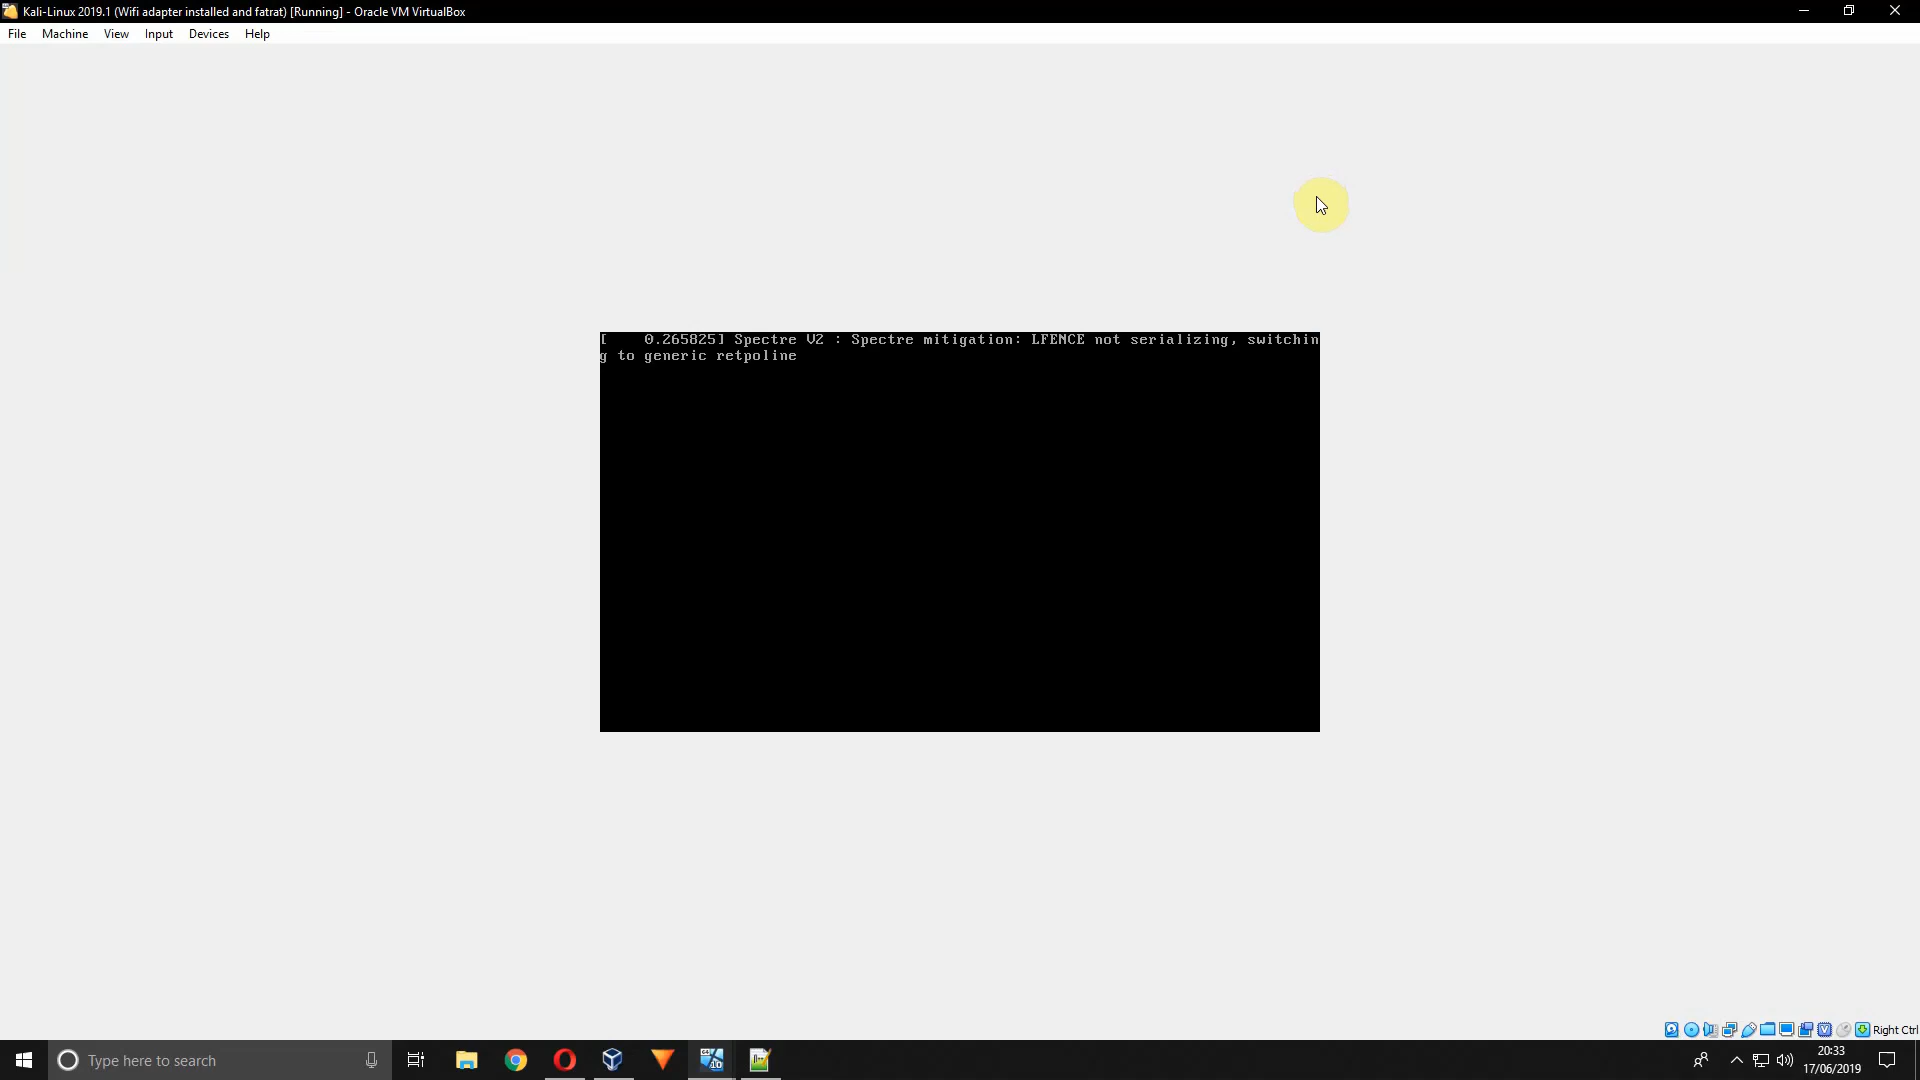 Kali-Linux 2019.1 (Wifi adapter installed and fatrat) [Running] - Oracle VM VirtualBox
File Machine View Input Devices Help
[    0.265825] Spectre V2 : Spectre mitigation: LFENCE not serializing, switchin
g to generic retpoline
Right Ctrl
Type here to search
20:33
17/06/2019